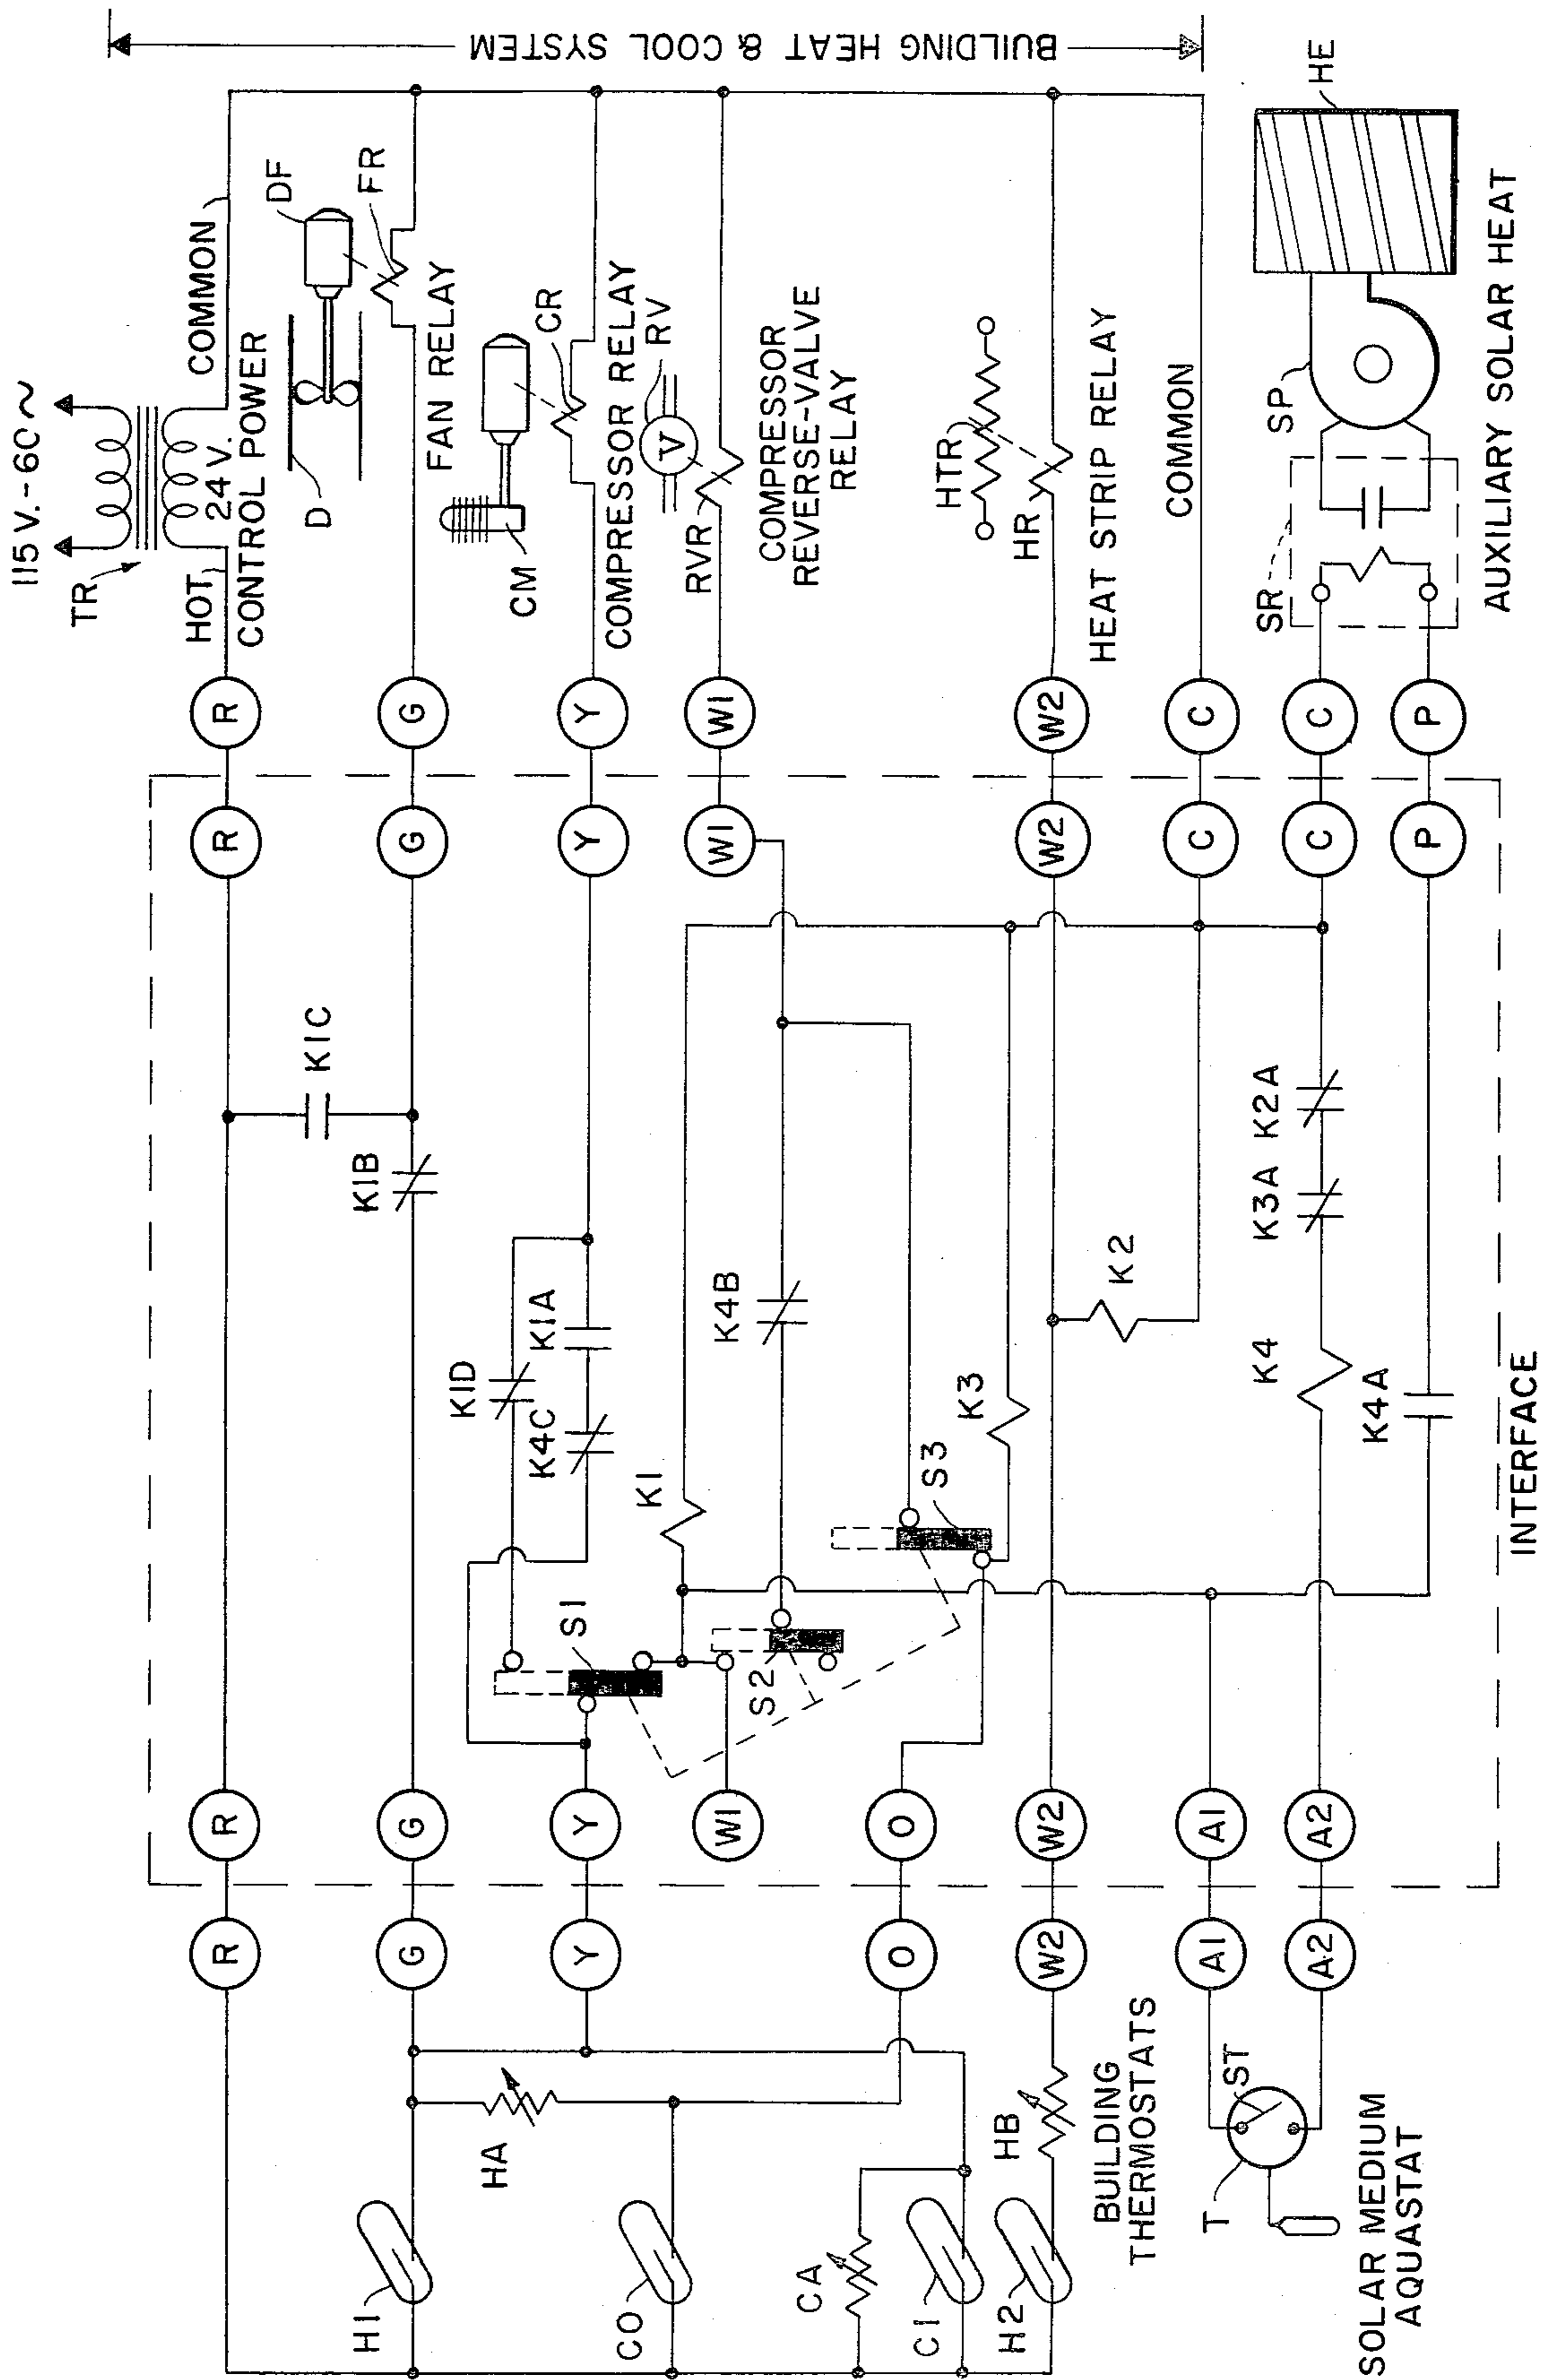 115 V.-60~
TR
HOT
COMMON
24 V.
CONTROL POWER
D
DF
FR
FAN RELAY
CM
CR
COMPRESSOR RELAY
RV
RVR
COMPRESSOR
REVERSE-VALVE
RELAY
HTR
HR
HEAT STRIP RELAY
COMMON
SR
SP
HE
AUXILIARY SOLAR HEAT
BUILDING HEAT & COOL SYSTEM
R
G
Y
W1
W2
C
C
P
R
G
Y
W1
W2
C
C
P
K1C
K1B
K1D
K1A
K4C
K1
K4B
S1
S2
S3
K3
K2
K4
K3A
K2A
K4A
INTERFACE
R
G
Y
W1
O
W2
A1
A2
R
G
Y
O
W2
A1
A2
H1
HA
CO
CA
C1
H2
HB
BUILDING
THERMOSTATS
T
ST
SOLAR MEDIUM
AQUASTAT